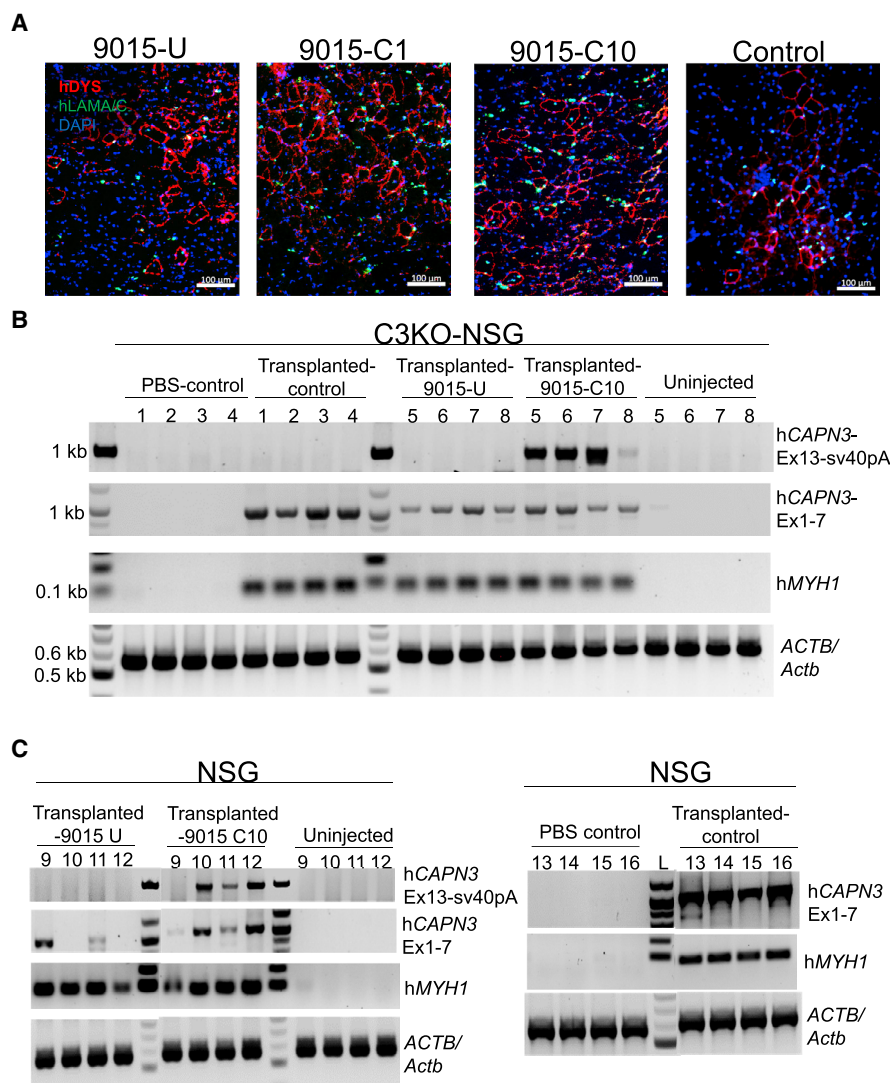 A
9015-U
9015-C1
9015-C10
Control
hDYS
hLAMA/C
DAPI
100 µm
100 µm
100 µm
100 µm
B
C3KO-NSG
PBS-control
Transplanted-
control
Transplanted-
9015-U
Transplanted-
9015-C10
Uninjected
1 2 3 4 1 2 3 4 5 6 7 8 5 6 7 8 5 6 7 8
1 kb
hCAPN3-
Ex13-sv40pA
1 kb
hCAPN3-
Ex1-7
0.1 kb
hMYH1
0.6 kb
0.5 kb
ACTB/
Actb
C
NSG
Transplanted
-9015 U
Transplanted
-9015 C10
Uninjected
9 10 11 12 9 10 11 12 9 10 11 12
hCAPN3
Ex13-sv40pA
hCAPN3
Ex1-7
hMYH1
ACTB/
Actb
NSG
PBS control
Transplanted-
control
13 14 15 16 L 13 14 15 16
hCAPN3
Ex1-7
hMYH1
ACTB/
Actb